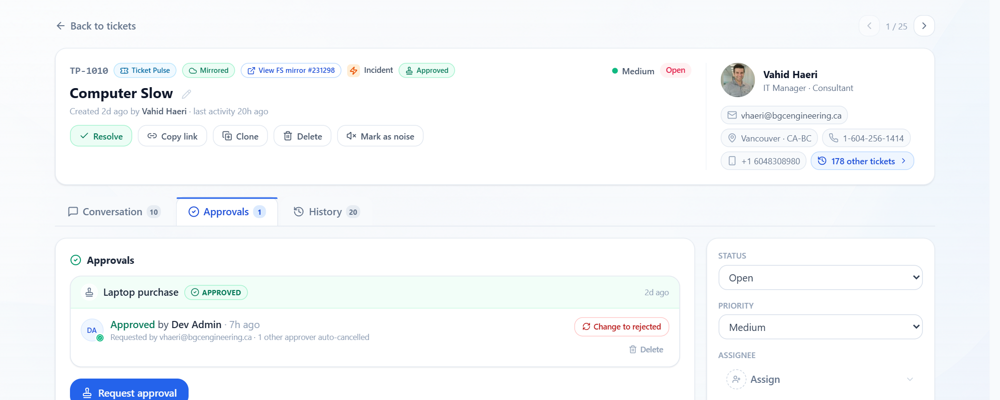 Back to tickets
1 / 25
TP-1010 Ticket Pulse Mirrored View FS mirror #231298 Incident Approved
Medium Open
Computer Slow
Created 2d ago by Vahid Haeri · last activity 20h ago
Resolve Copy link Clone Delete Mark as noise
Vahid Haeri
IT Manager · Consultant
vhaeri@bgcengineering.ca
Vancouver · CA-BC 1-604-256-1414
+1 6048308980 178 other tickets
Conversation 10 Approvals 1 History 20
Approvals
Laptop purchase APPROVED 2d ago
DA
Approved by Dev Admin · 7h ago
Requested by vhaeri@bgcengineering.ca · 1 other approver auto-cancelled
Change to rejected
Delete
Request approval
STATUS
Open
PRIORITY
Medium
ASSIGNEE
Assign